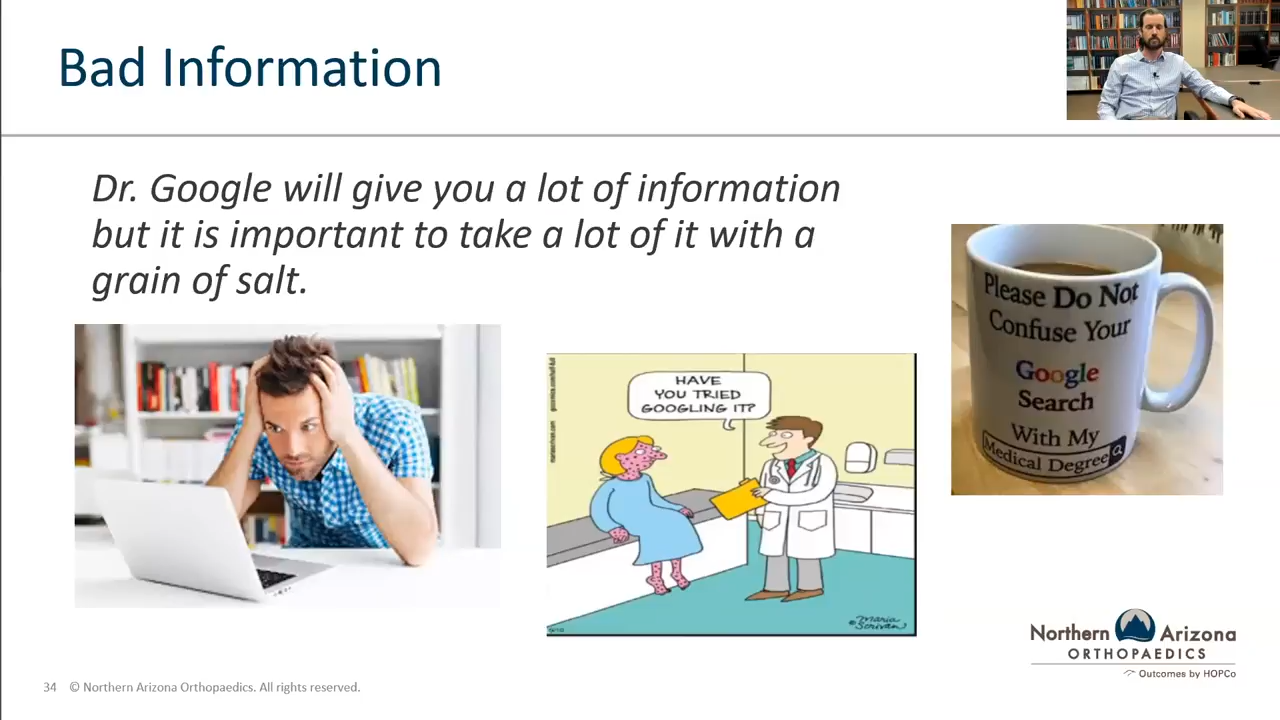 Bad Information
Dr. Google will give you a lot of information
but it is important to take a lot of it with a
grain of salt.
HAVE
YOU TRIED
GOOGLING IT?
Maria
Scrivan
Please Do Not
Confuse Your
Google
Search
With My
Medical Degree
Northern Arizona
ORTHOPAEDICS
Outcomes by HOPCo
34 © Northern Arizona Orthopaedics. All rights reserved.